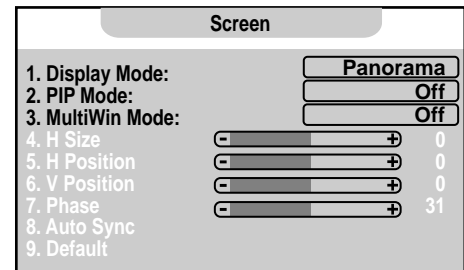 Screen
1. Display Mode: Panorama
2. PIP Mode: Off
3. MultiWin Mode: Off
4. H Size - + 0
5. H Position - + 0
6. V Position - + 0
7. Phase - + 31
8. Auto Sync
9. Default